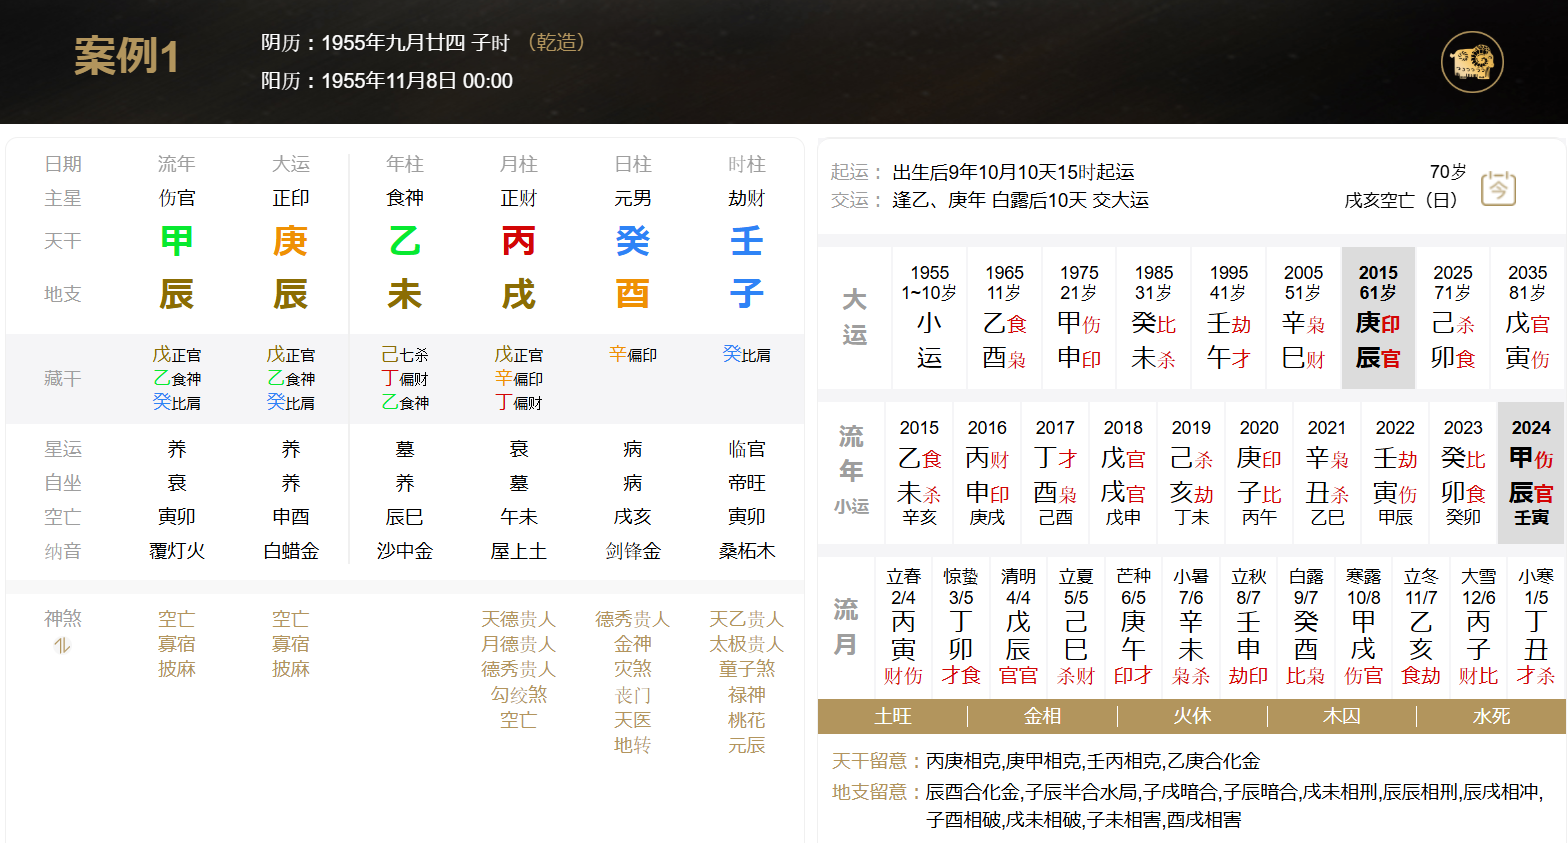 案例1
阴历：1955年九月廿四 子时 （乾造）
阳历：1955年11月8日 00:00
日期 流年 大运 年柱 月柱 日柱 时柱
主星 伤官 正印 食神 正财 元男 劫财
天干 甲 庚 乙 丙 癸 壬
地支 辰 辰 未 戌 酉 子
藏干
戊正官 戊正官 己七杀 戊正官 辛偏印 癸比肩
乙食神 乙食神 丁偏财 辛偏印
癸比肩 癸比肩 乙食神 丁偏财
星运 养 养 墓 衰 病 临官
自坐 衰 养 养 墓 病 帝旺
空亡 寅卯 申酉 辰巳 午未 戌亥 寅卯
纳音 覆灯火 白蜡金 沙中金 屋上土 剑锋金 桑柘木
神煞 空亡 空亡 天德贵人 德秀贵人 天乙贵人
寡宿 寡宿 月德贵人 金神 太极贵人
披麻 披麻 德秀贵人 灾煞 童子煞
勾绞煞 丧门 禄神
空亡 天医 桃花
地转 元辰
起运： 出生后9年10月10天15时起运 70岁
交运： 逢乙、庚年 白露后10天 交大运 戌亥空亡（日）
今
大运
1955 1965 1975 1985 1995 2005 2015 2025 2035
1~10岁 11岁 21岁 31岁 41岁 51岁 61岁 71岁 81岁
小 乙食 甲伤 癸比 壬劫 辛枭 庚印 己杀 戊官
运 酉枭 申印 未杀 午才 巳财 辰官 卯食 寅伤
流年
小运
2015 2016 2017 2018 2019 2020 2021 2022 2023 2024
乙食 丙财 丁才 戊官 己杀 庚印 辛枭 壬劫 癸比 甲伤
未杀 申印 酉枭 戌官 亥劫 子比 丑杀 寅伤 卯食 辰官
辛亥 庚戌 己酉 戊申 丁未 丙午 乙巳 甲辰 癸卯 壬寅
流月
立春 惊蛰 清明 立夏 芒种 小暑 立秋 白露 寒露 立冬 大雪 小寒
2/4 3/5 4/4 5/5 6/5 7/6 8/7 9/7 10/8 11/7 12/6 1/5
丙 丁 戊 己 庚 辛 壬 癸 甲 乙 丙 丁
寅 卯 辰 巳 午 未 申 酉 戌 亥 子 丑
财伤 才食 官官 杀财 印才 枭杀 劫印 比枭 伤官 食劫 财比 才杀
土旺 金相 火休 木囚 水死
天干留意：丙庚相克,庚甲相克,壬丙相克,乙庚合化金
地支留意：辰酉合化金,子辰半合水局,子戌暗合,子辰暗合,戌未相刑,辰辰相刑,辰戌相冲,
子酉相破,戌未相破,子未相害,酉戌相害